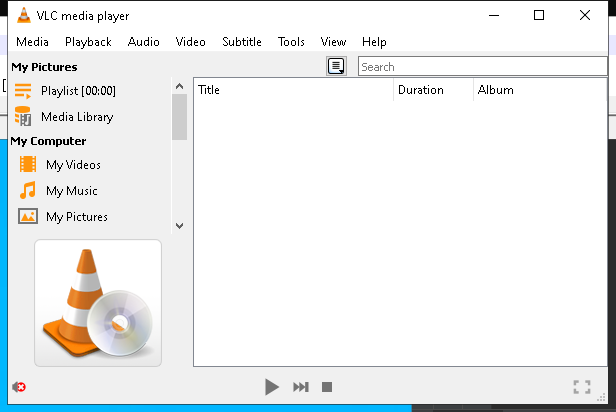 VLC media player
Media Playback Audio Video Subtitle Tools View Help
My Pictures
Search
Playlist [00:00]
Media Library
My Computer
My Videos
My Music
My Pictures
Title Duration Album